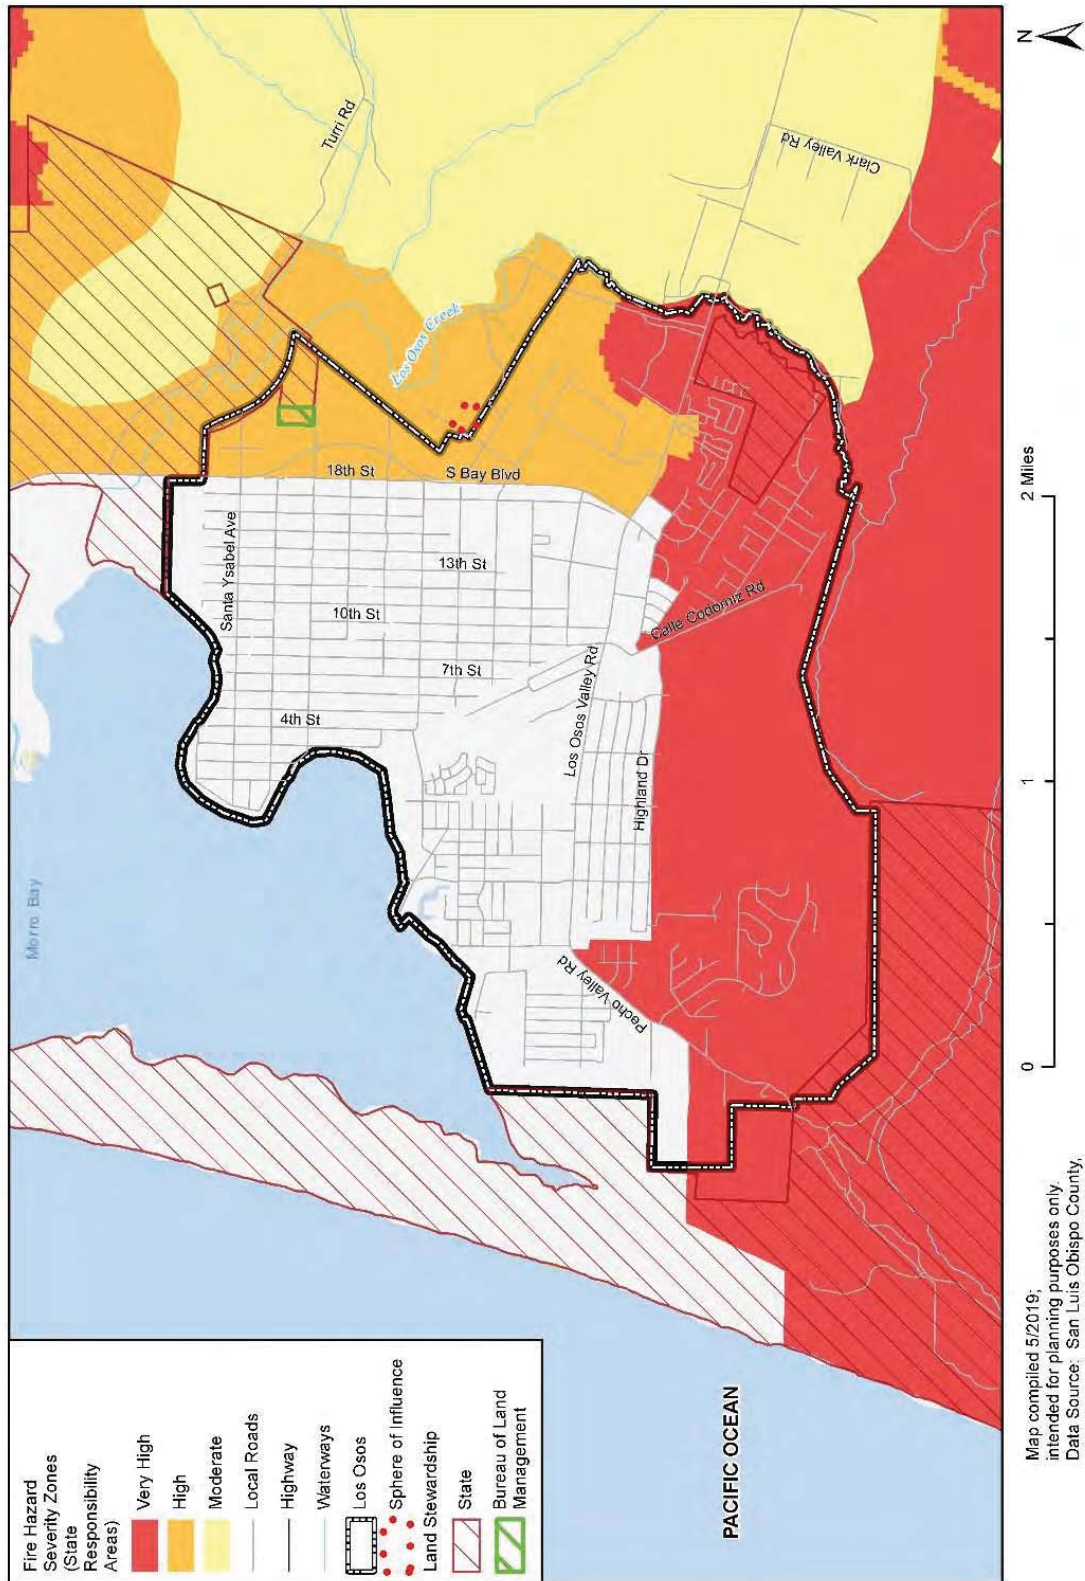 Fire Hazard
Severity Zones
(State
Responsibility
Areas)
Very High
High
Moderate
Local Roads
Highway
Waterways
Los Osos
Sphere of Influence
Land Stewardship
State
Bureau of Land
Management
PACIFIC OCEAN
Morro Bay
Santa Ysabel Ave
4th St
7th St
10th St
13th St
18th St
S Bay Blvd
Los Osos Creek
Turri Rd
Clark Valley Rd
Los Osos Valley Rd
Highland Dr
Calle Codorniz Rd
Pecho Valley Rd
Map compiled 5/2019;
intended for planning purposes only.
Data Source: San Luis Obispo County,
0
1
2 Miles
N